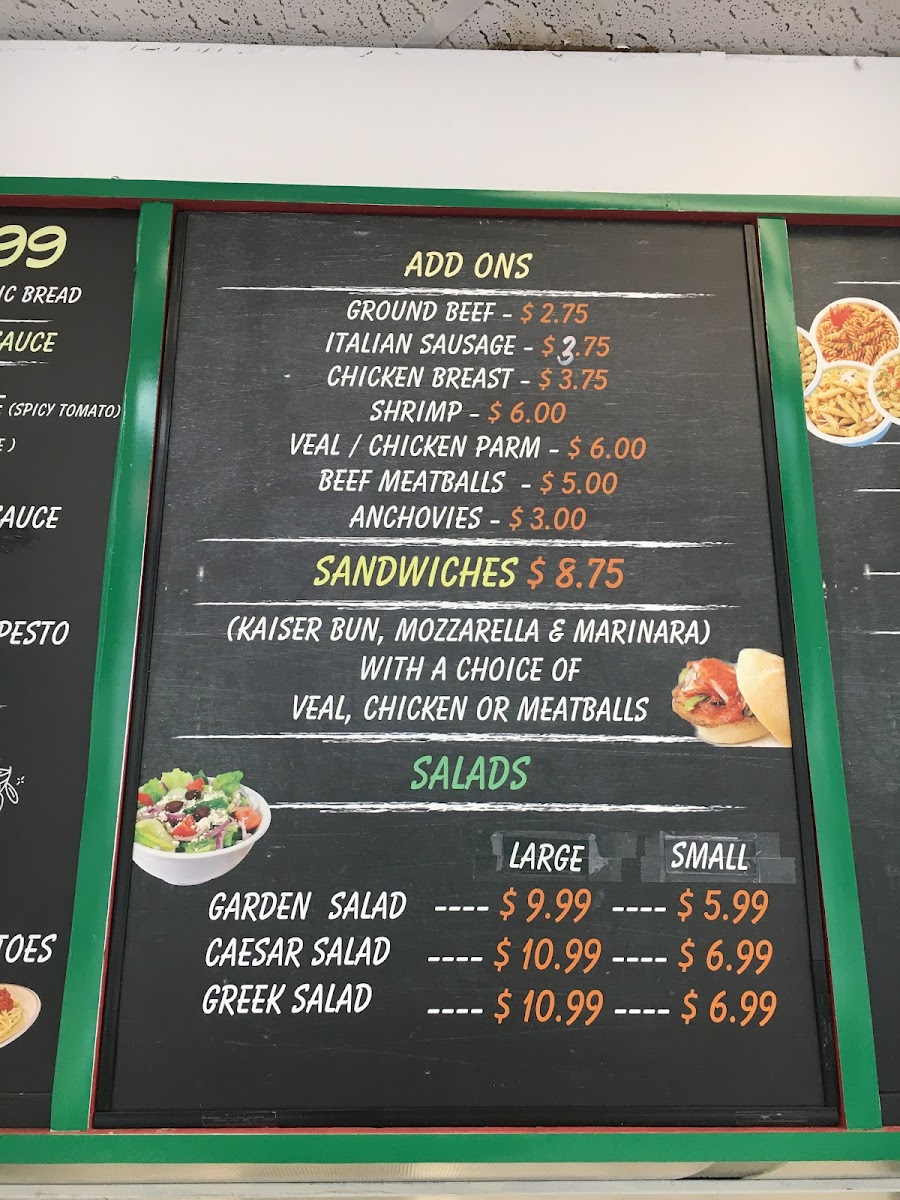 99
IC BREAD
SAUCE
(SPICY TOMATO)
)
SAUCE
PESTO
TOES
ADD ONS
GROUND BEEF - $ 2.75
ITALIAN SAUSAGE - $ 3.75
CHICKEN BREAST - $ 3.75
SHRIMP - $ 6.00
VEAL / CHICKEN PARM - $ 6.00
BEEF MEATBALLS - $ 5.00
ANCHOVIES - $ 3.00
SANDWICHES $ 8.75
(KAISER BUN, MOZZARELLA & MARINARA)
WITH A CHOICE OF
VEAL, CHICKEN OR MEATBALLS
SALADS
LARGE SMALL
GARDEN SALAD ---- $ 9.99 ---- $ 5.99
CAESAR SALAD ---- $ 10.99 ---- $ 6.99
GREEK SALAD ---- $ 10.99 ---- $ 6.99